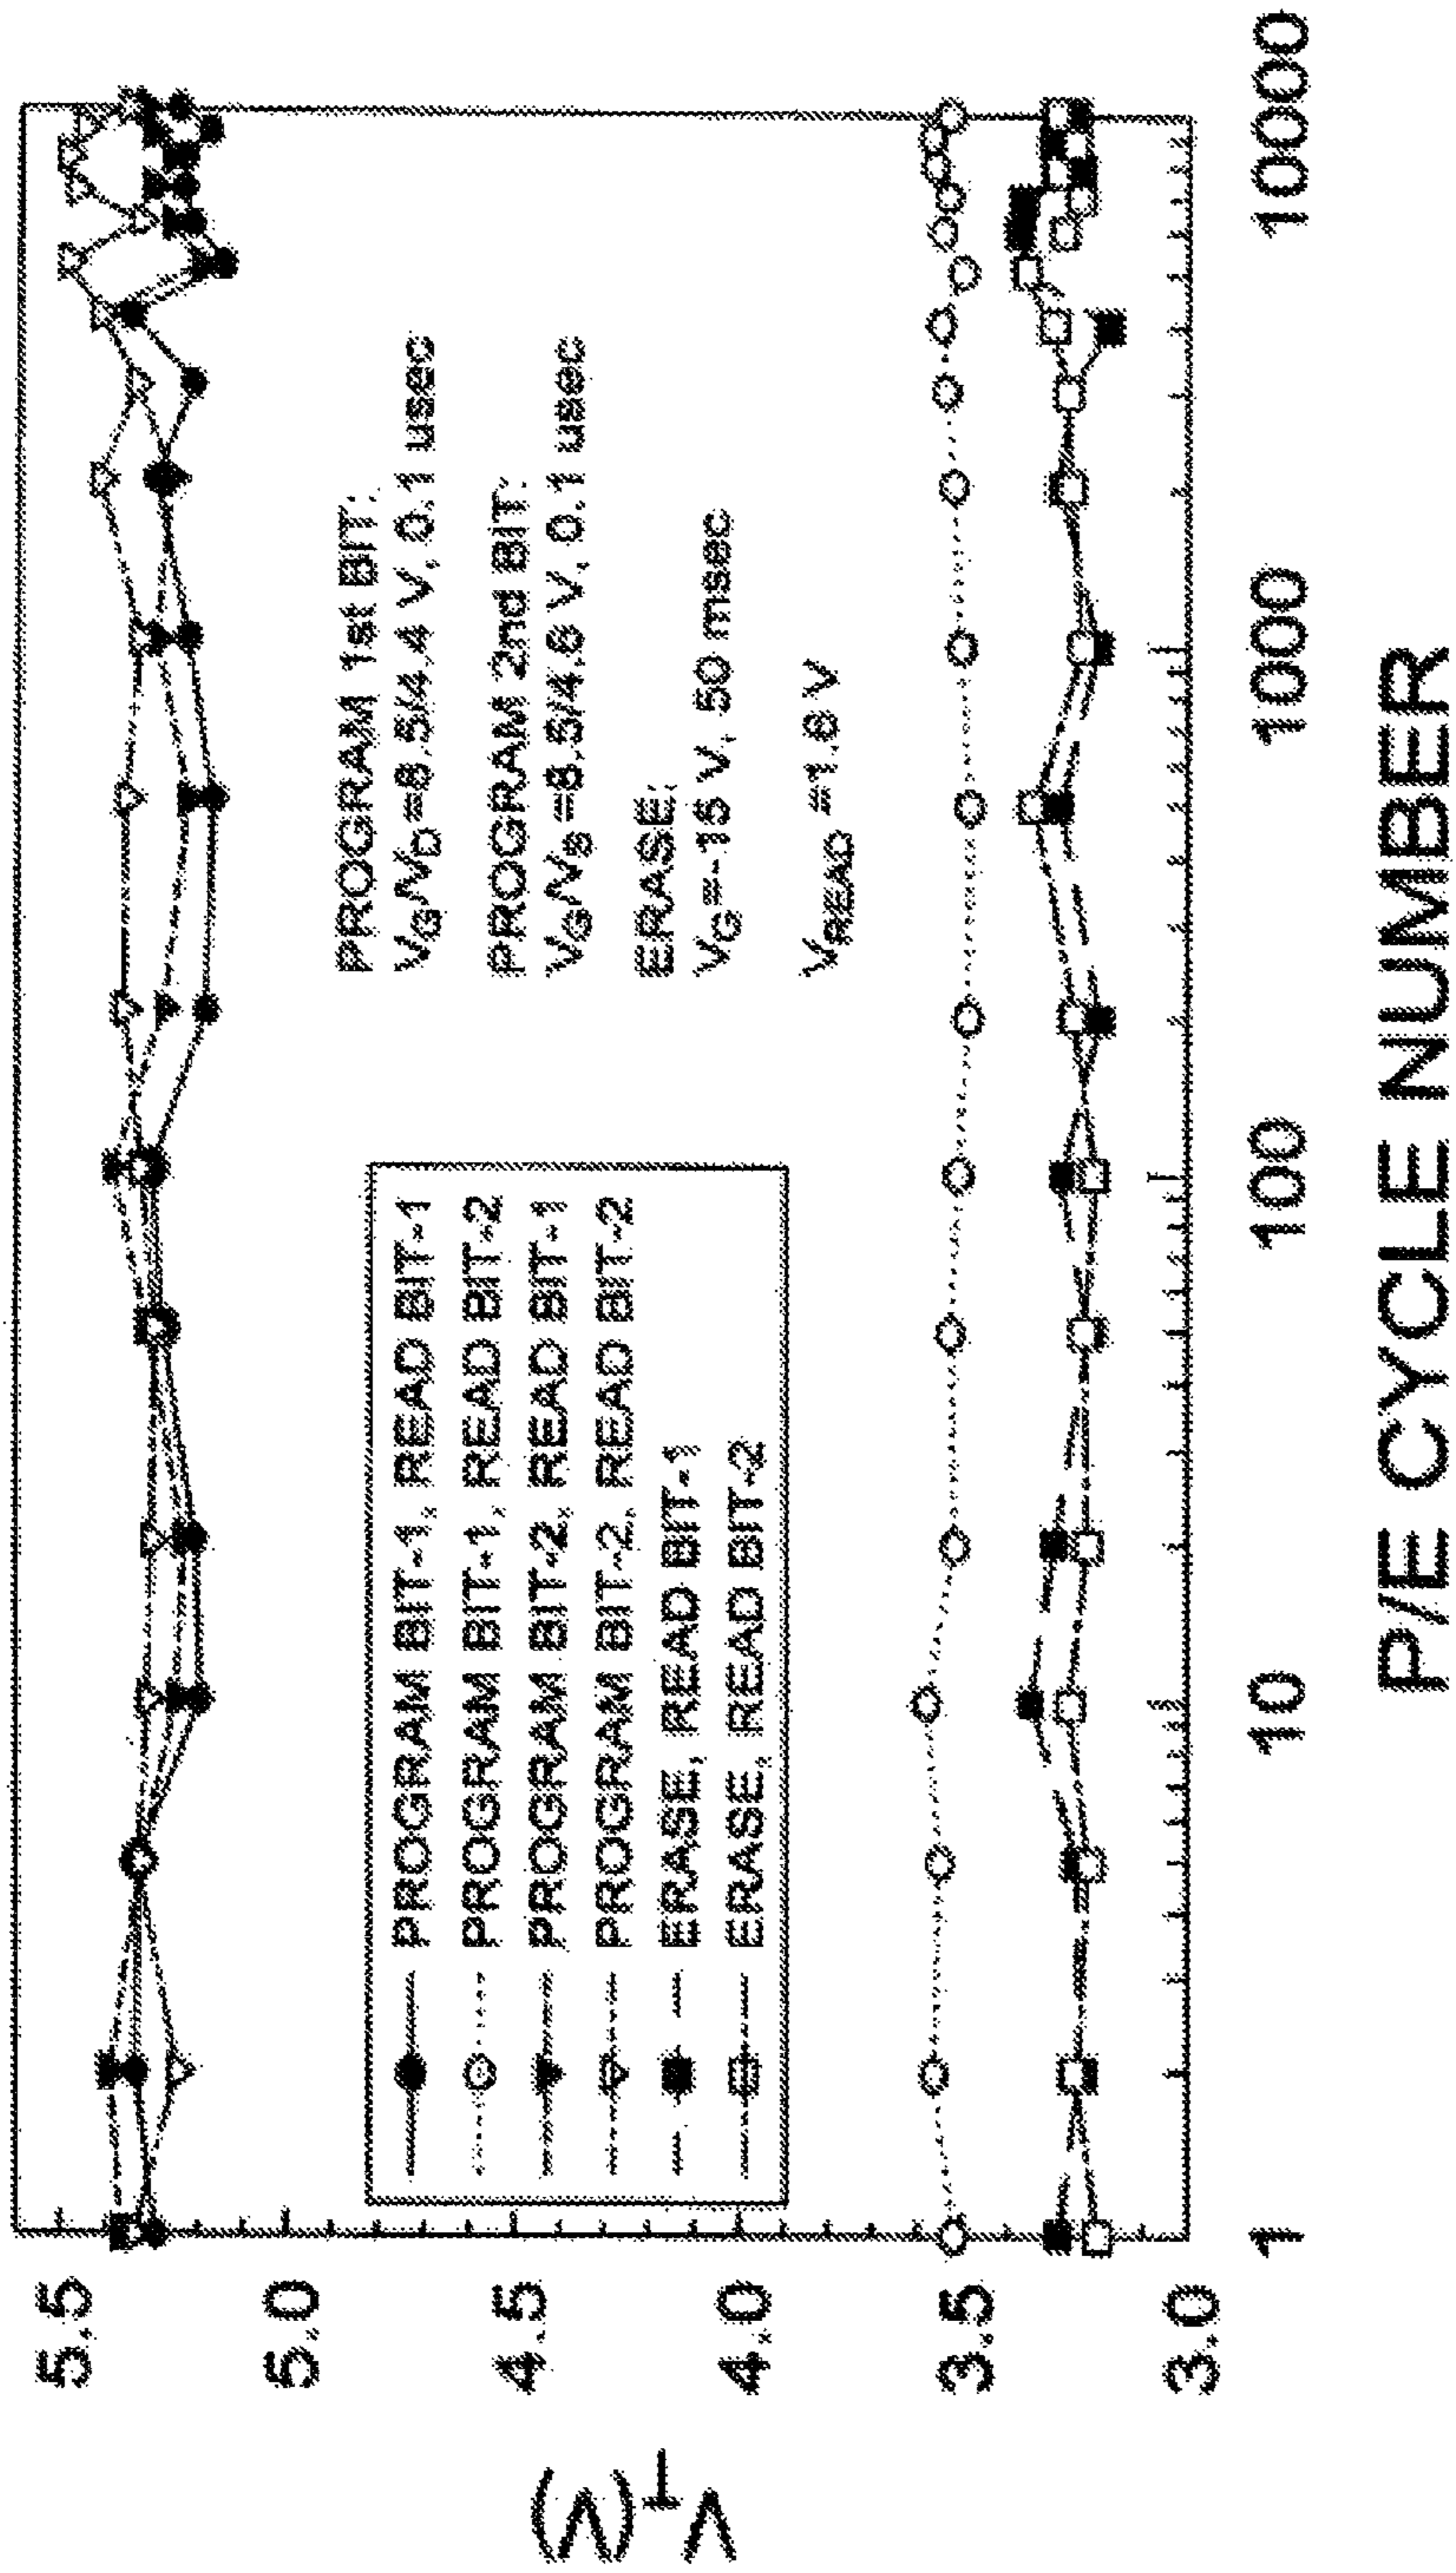 V_T(V)
5.5
5.0
4.5
4.0
3.5
3.0
PROGRAM BIT-1, READ BIT-1
PROGRAM BIT-1, READ BIT-2
PROGRAM BIT-2, READ BIT-1
PROGRAM BIT-2, READ BIT-2
ERASE, READ BIT-1
ERASE, READ BIT-2
PROGRAM 1st BIT:
V_G/V_D=8.5/4.4 V, 0.1 usec
PROGRAM 2nd BIT:
V_G/V_S=8.5/4.6 V, 0.1 usec
ERASE:
V_G=-15 V, 50 msec
V_READ =1.6 V
1
10
100
1000
10000
P/E CYCLE NUMBER